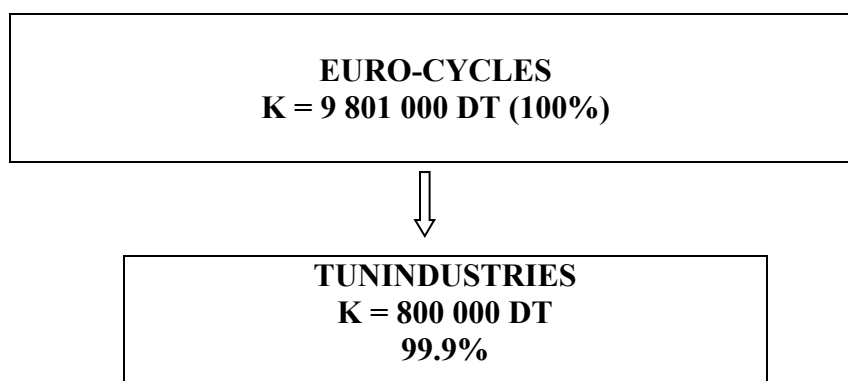 EURO-CYCLES
K = 9 801 000 DT (100%)
TUNINDUSTRIES
K = 800 000 DT
99.9%